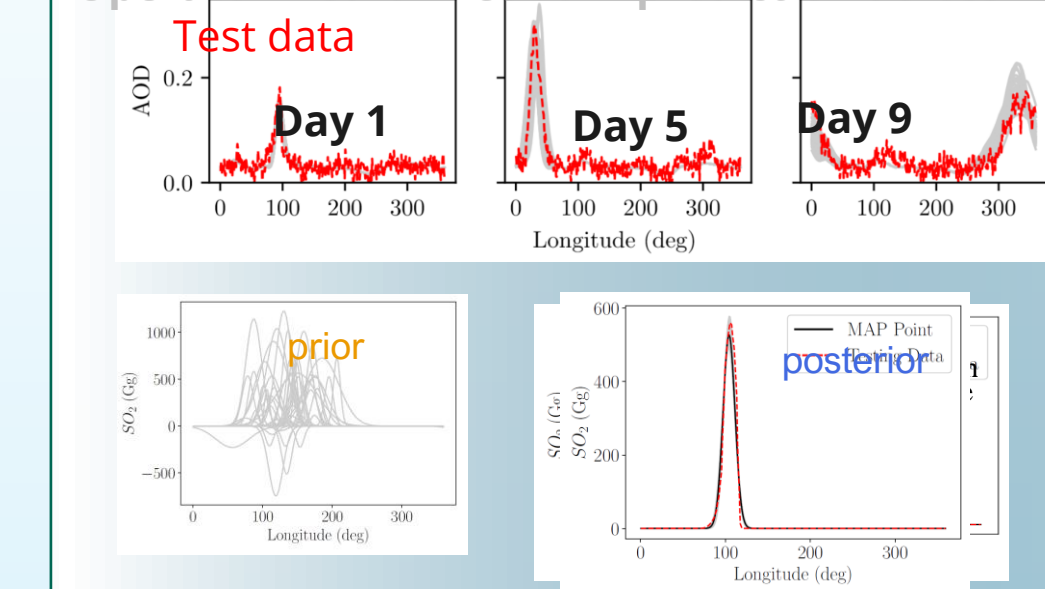 Test data
AOD
0.2
0.0
Day 1
Day 5
Day 9
0 100 200 300
0 100 200 300
0 100 200 300
Longitude (deg)
prior
1000
500
0
−500
SO2 (Gg)
0 100 200 300
Longitude (deg)
posterior
MAP Point
Testing Data
600
400
200
0
SO2 (Gg)
0 100 200 300
Longitude (deg)